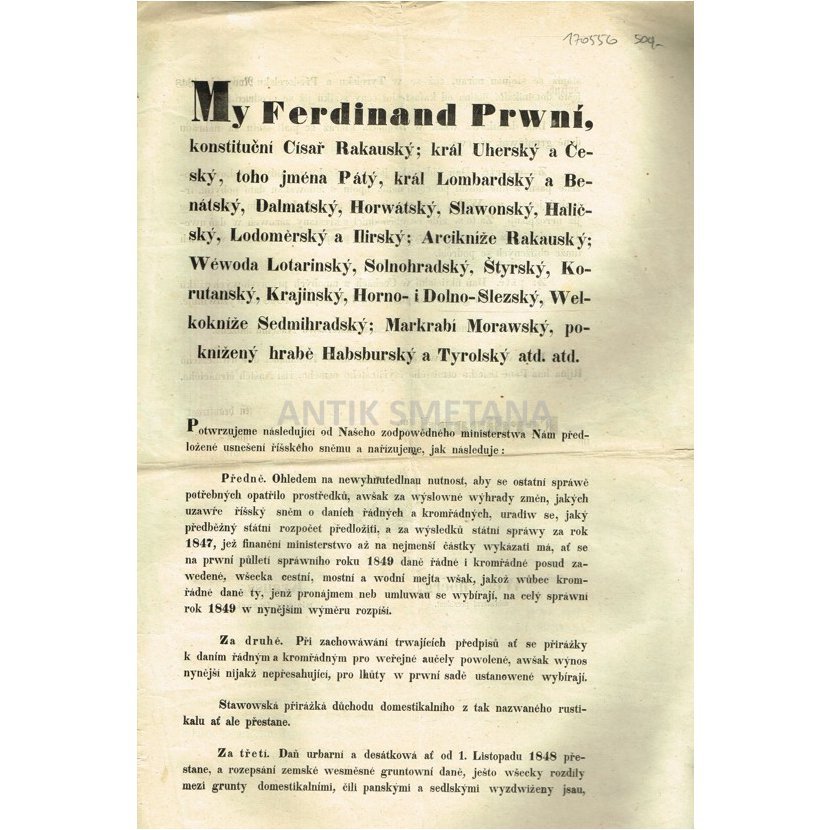 170556 504,-
My Ferdinand Prwní,
konstituční Císař Rakauský; král Uherský a Če-
ský, toho jména Pátý, král Lombardský a Be-
nátský, Dalmatský, Horwátský, Slawonský, Halič-
ský, Lodoměrský a Ilirský; Arcikníže Rakauský;
Wéwoda Lotarinský, Solnohradský, Štyrský, Ko-
rutanský, Krajinský, Horno- i Dolno-Slezský, Wel-
kokníže Sedmihradský; Markrabí Morawský, po-
knížený hrabě Habsburský a Tyrolský atd. atd.
ANTIK SMETANA
Potwrzujeme následující od Našeho zodpowědného ministerstwa Nám před-
ložené usnešení říšského sněmu a nařizujeme, jak následuje:
Předně. Ohledem na newyhnutedlnau nutnost, aby se ostatní spráwě
potřebných opatřilo prostředků, awšak za wýslowné wýhrady změn, jakých
uzawře říšský sněm o daních řádných a kromřádných, uradiw se, jaký
předběžný státní rozpočet předložiti, a za wýsledků státní spráwy za rok
1847, jež finanční ministerstwo až na nejmenší částky wykázati má, ať se
na prwní půlletí spráwního roku 1849 daně řádné i kromřádné posud za-
wedené, wšecka cestní, mostní a wodní mejta wšak, jakož wůbec krom-
řádné daně ty, jenž pronájmem neb umluwau se wybírají, na celý spráwní
rok 1849 w nynějším wýměru rozpíší.
Za druhé. Při zachowáwání trwajících předpisů ať se přirážky
k daním řádným a kromřádným pro weřejné aučely powolené, awšak wýnos
nynější nijakž nepřesahující, pro lhůty w prwní sadě ustanowené wybírají.
Stawowská přirážká důchodu domestikalního z tak nazwaného rusti-
kalu ať ale přestane.
Za třetí. Daň urbarní a desátková ať od 1. Listopadu 1848 pře-
stane, a rozepsání zemské wesměsné gruntowní daně, ješto wšecky rozdíly
mezi grunty domestikalními, čili panskými a sedlskými wyzdwiženy jsau,